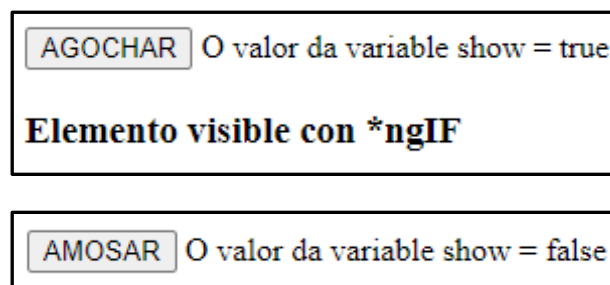 AGOCHAR O valor da variable show = true
Elemento visible con *ngIF
AMOSAR O valor da variable show = false